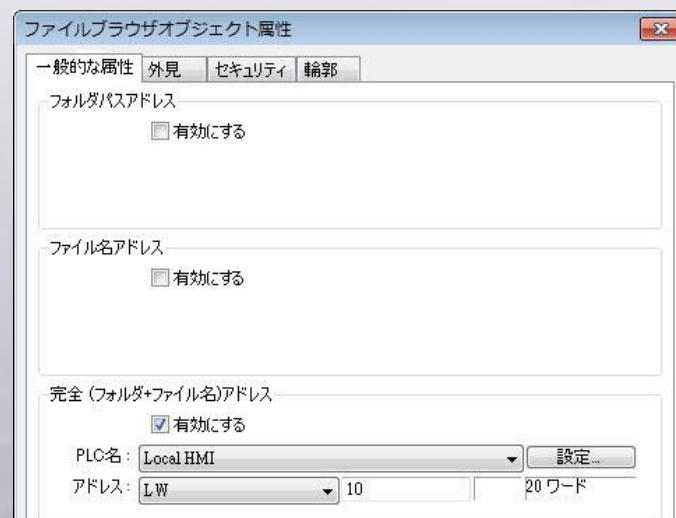 ファイルブラウザオブジェクト属性
一般的な属性 外見 セキュリティ 輪郭
フォルダパスアドレス
有効にする
ファイル名アドレス
有効にする
完全 (フォルダ+ファイル名)アドレス
有効にする
PLC名: Local HMI 設定...
アドレス: LW 10 20 ワード